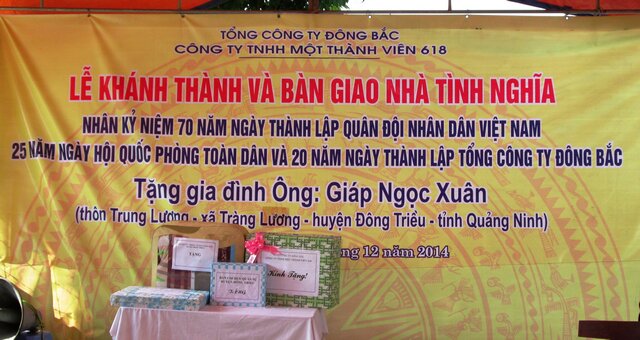 TỔNG CÔNG TY ĐÔNG BẮC
CÔNG TY TNHH MỘT THÀNH VIÊN 618
LỄ KHÁNH THÀNH VÀ BÀN GIAO NHÀ TÌNH NGHĨA
NHÂN KỶ NIỆM 70 NĂM NGÀY THÀNH LẬP QUÂN ĐỘI NHÂN DÂN VIỆT NAM
25 NĂM NGÀY HỘI QUỐC PHÒNG TOÀN DÂN VÀ 20 NĂM NGÀY THÀNH LẬP TỔNG CÔNG TY ĐÔNG BẮC
Tặng gia đình Ông: Giáp Ngọc Xuân
(thôn Trung Lương - xã Tràng Lương - huyện Đông Triều - tỉnh Quảng Ninh)
12 năm 2014
TẶNG
Kính Tặng!
TẶNG